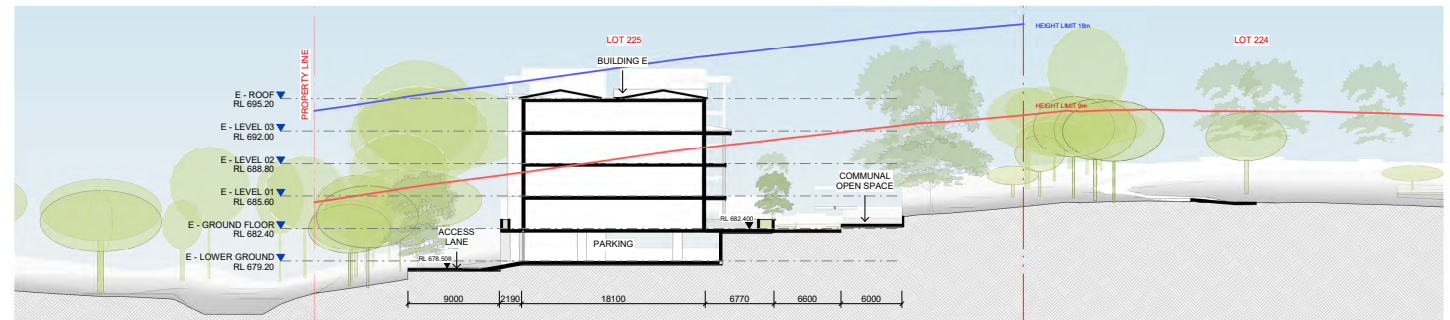 HEIGHT LIMIT 18m
LOT 225
LOT 224
PROPERTY LINE
BUILDING E
E - ROOF
RL 695.20
HEIGHT LIMIT 9m
E - LEVEL 03
RL 692.00
E - LEVEL 02
RL 688.80
COMMUNAL
OPEN SPACE
E - LEVEL 01
RL 685.60
E - GROUND FLOOR
RL 682.40
RL 682.400
ACCESS
LANE
PARKING
E - LOWER GROUND
RL 679.20
RL 678.508
9000
2190
18100
6770
6600
6000